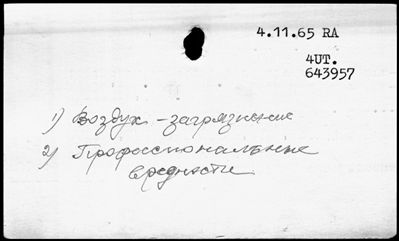 4.11.65 RA
4UT.
643957
1) Воздух - загрязнение
2) Профессиональные
вредности